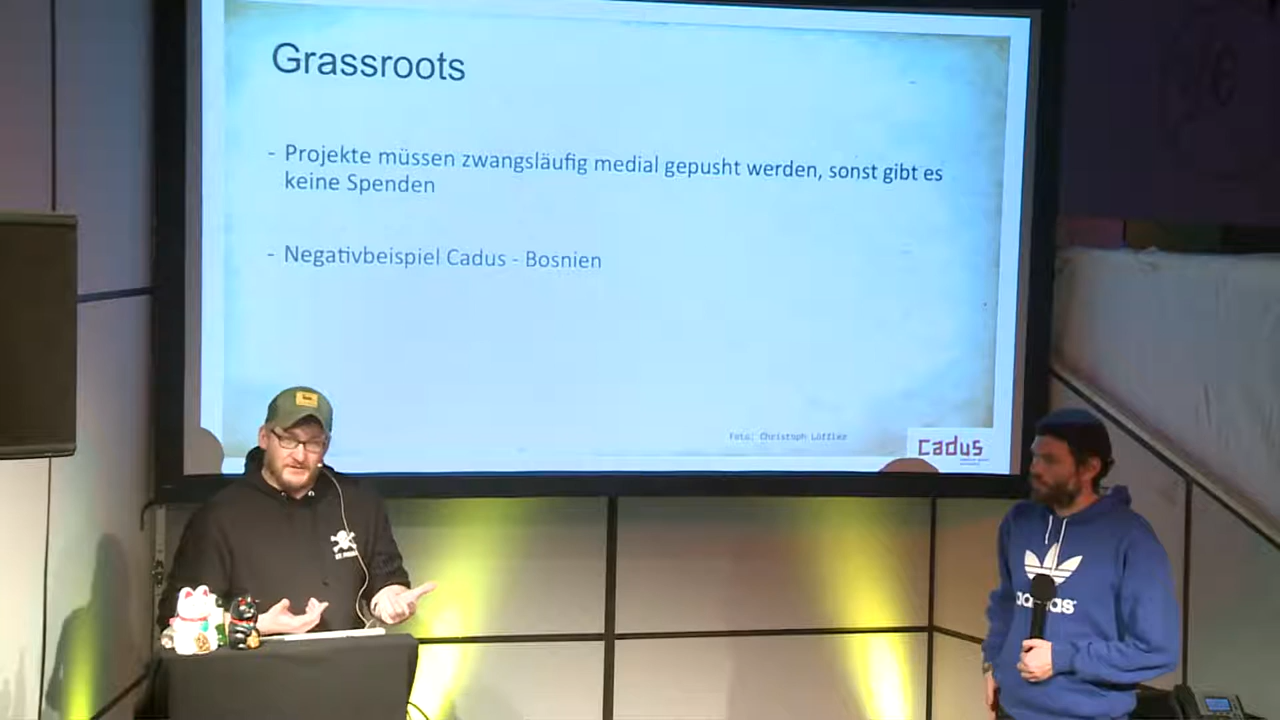 Grassroots
- Projekte müssen zwangsläufig medial gepusht werden, sonst gibt es
keine Spenden
- Negativbeispiel Cadus - Bosnien
Foto: Christoph Löffler
cadus
adidas